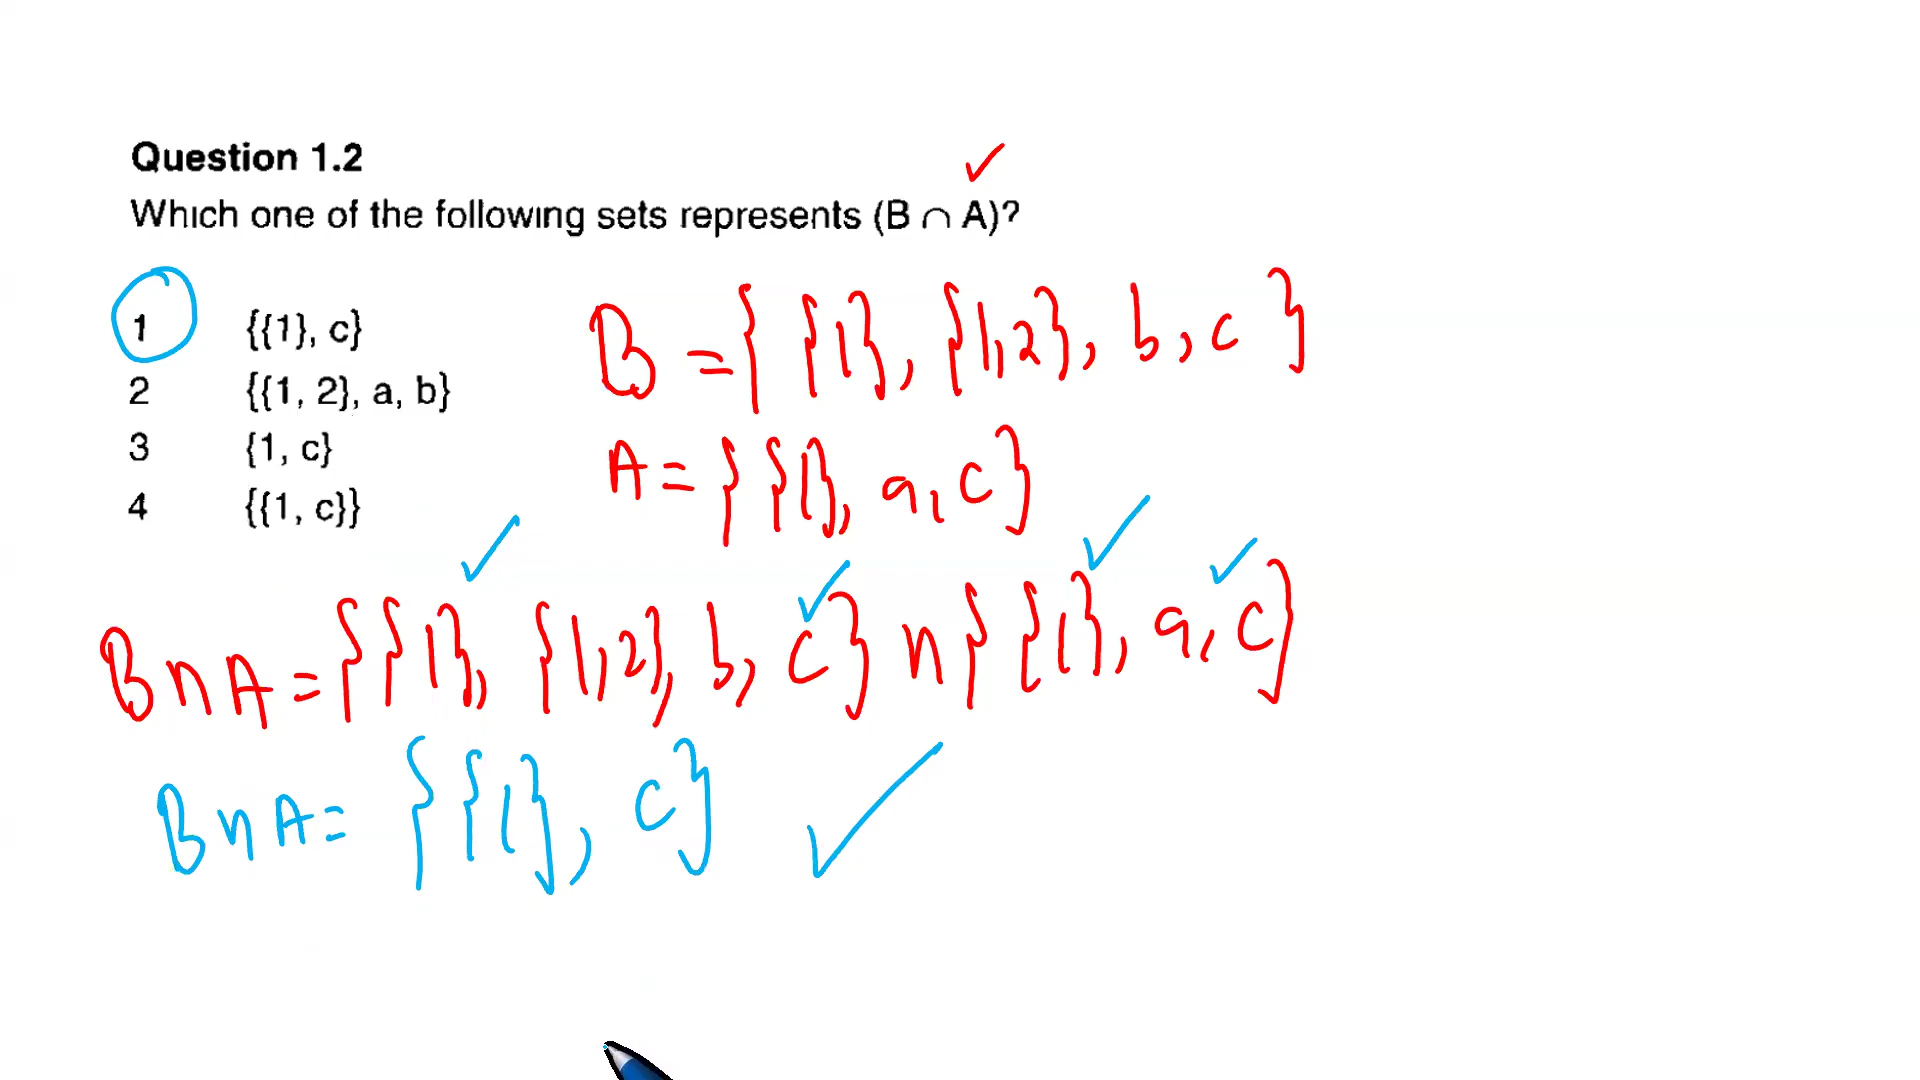 Question 1.2
Which one of the following sets represents (B ∩ A)?
1 {{1}, c}
2 {{1, 2}, a, b}
3 {1, c}
4 {{1, c}}
B = { {1}, {1,2}, b, c }
A = { {1}, a, c }
B ∩ A = { {1}, {1,2}, b, c } ∩ { {1}, a, c }
B ∩ A = { {1}, c }